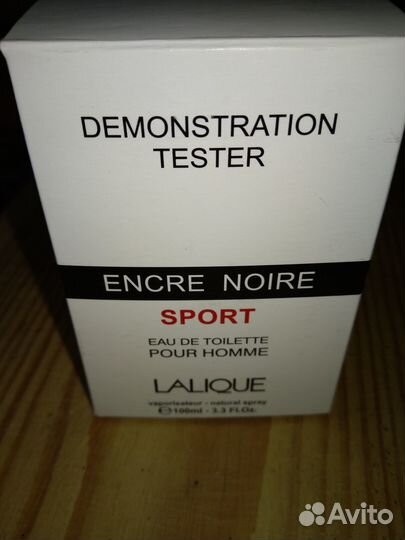 DEMONSTRATION
TESTER
ENCRE NOIRE
SPORT
EAU DE TOILETTE
POUR HOMME
LALIQUE
vaporisateur - natural spray
℮100ml - 3.3 Fl.Oz.
Avito